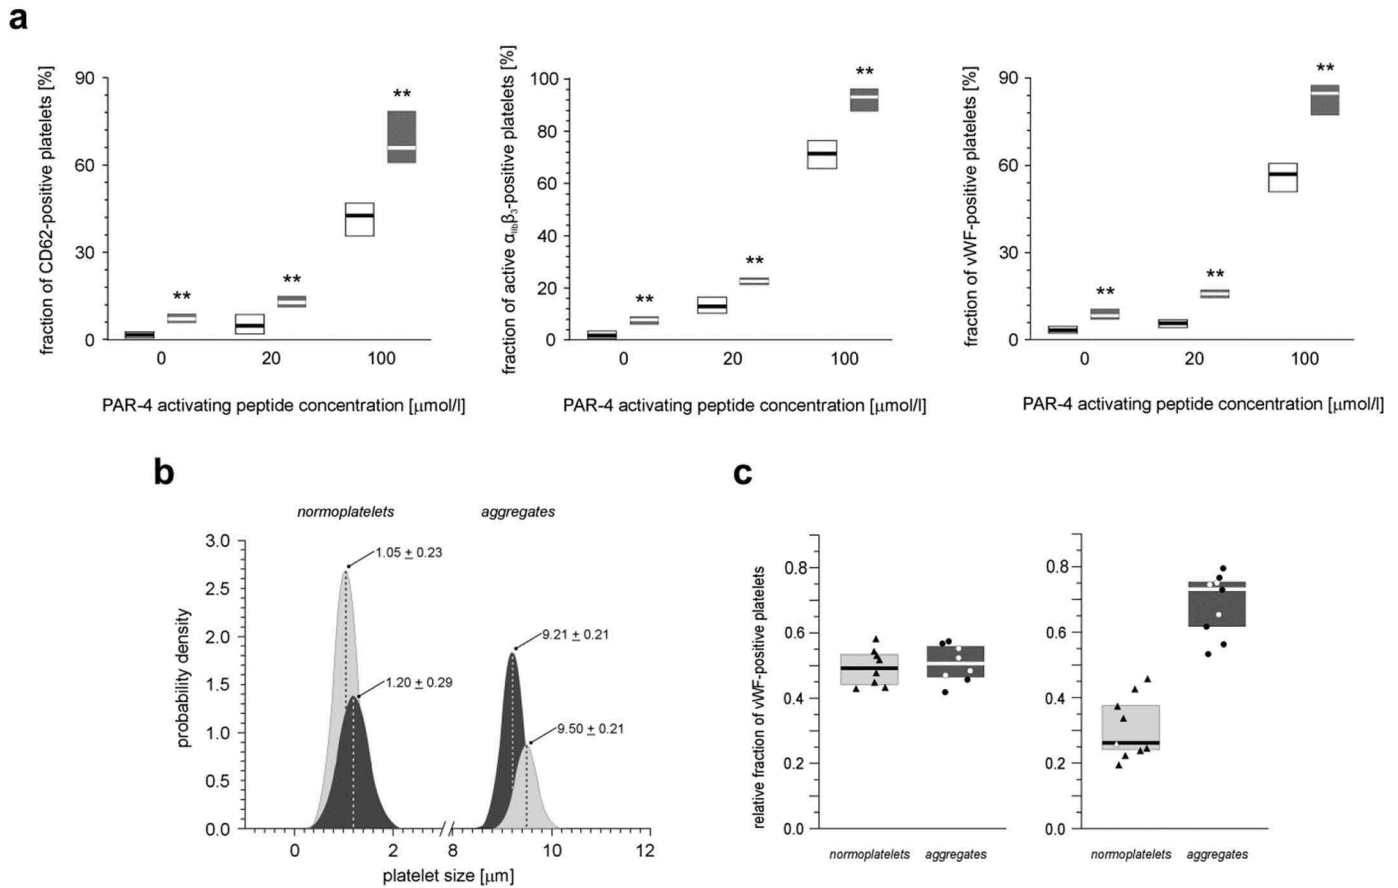 a
fraction of CD62-positive platelets [%]
90
60
30
0
**
**
**
0 20 100
PAR-4 activating peptide concentration [μmol/l]
fraction of active αIIbβ3-positive platelets [%]
100
80
60
40
20
0
**
**
**
0 20 100
PAR-4 activating peptide concentration [μmol/l]
fraction of vWF-positive platelets [%]
90
60
30
0
**
**
**
0 20 100
PAR-4 activating peptide concentration [μmol/l]
b
normoplatelets aggregates
probability density
3.0
2.5
2.0
1.5
1.0
0.5
0.0
1.05 ± 0.23
1.20 ± 0.29
9.21 ± 0.21
9.50 ± 0.21
0 2 8 10 12
platelet size [μm]
c
relative fraction of vWF-positive platelets
0.8
0.6
0.4
0.2
0.0
normoplatelets aggregates
0.8
0.6
0.4
0.2
0.0
normoplatelets aggregates